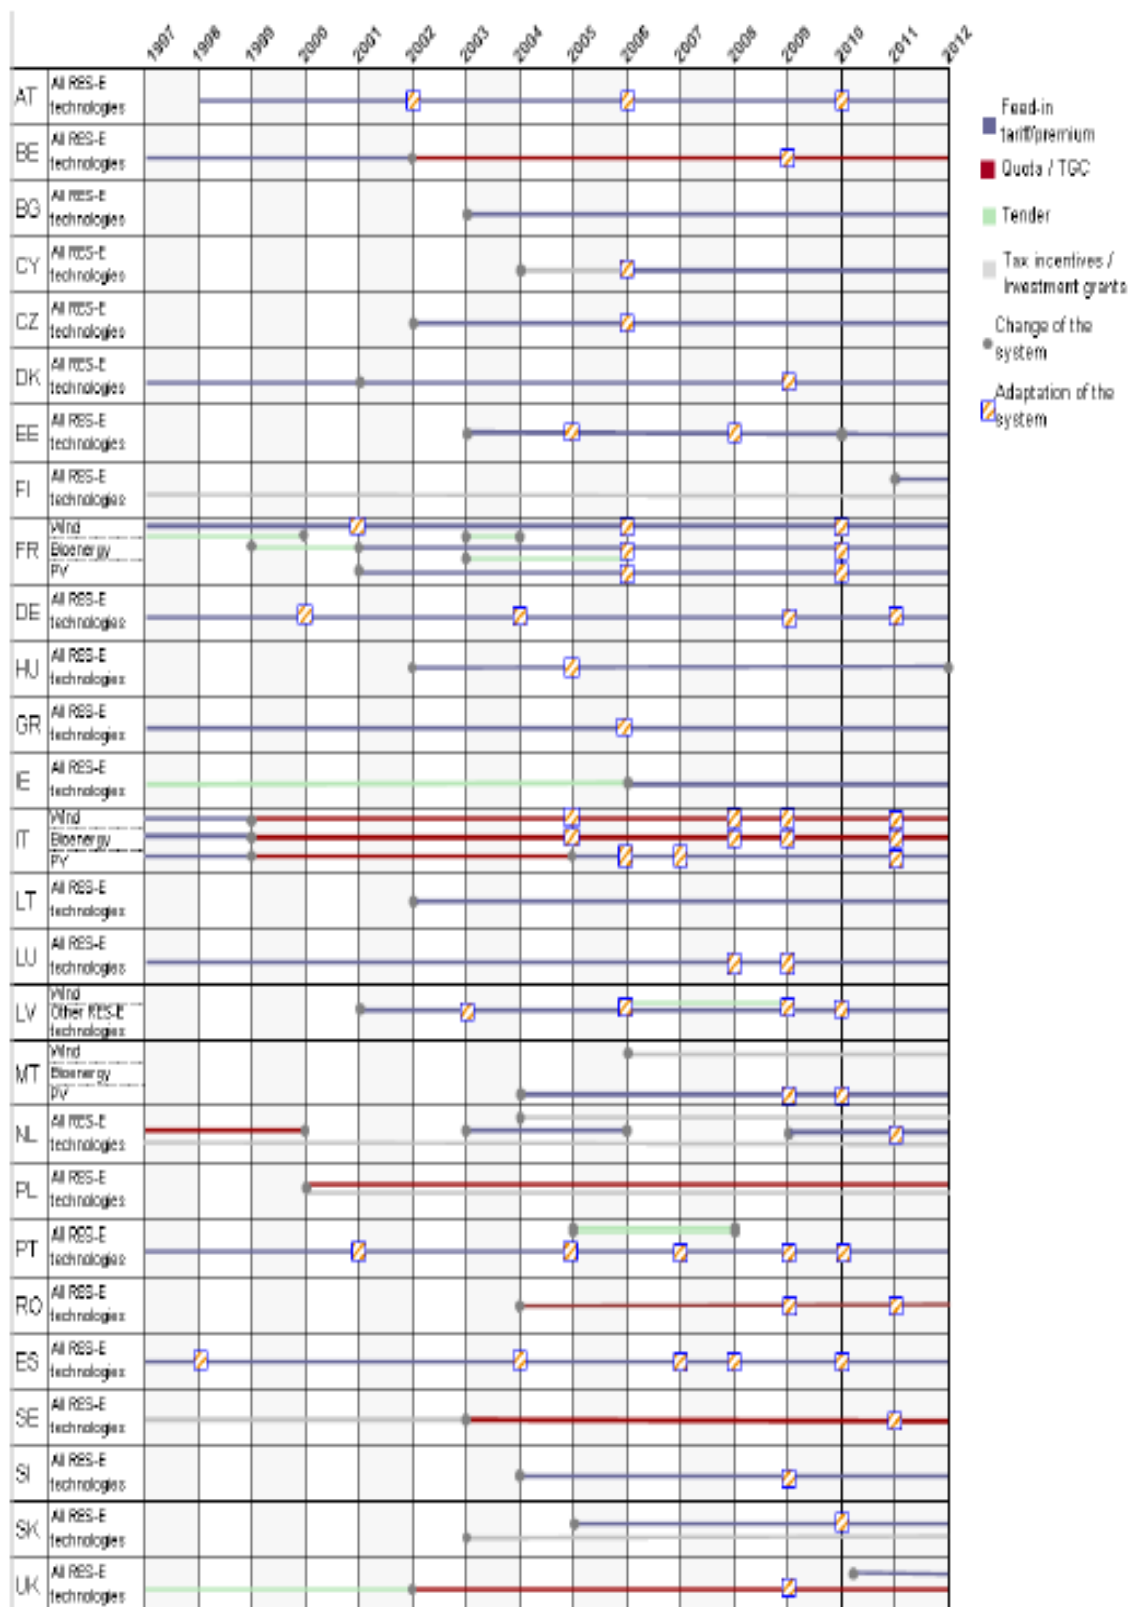 1997 1998 1999 2000 2001 2002 2003 2004 2005 2006 2007 2008 2009 2010 2011 2012
AT All RES-E
technologies
BE All RES-E
technologies
BG All RES-E
technologies
CY All RES-E
technologies
CZ All RES-E
technologies
DK All RES-E
technologies
EE All RES-E
technologies
FI All RES-E
technologies
Wind
FR Bioenergy
PV
DE All RES-E
technologies
HU All RES-E
technologies
GR All RES-E
technologies
IE All RES-E
technologies
Wind
IT Bioenergy
PV
LT All RES-E
technologies
LU All RES-E
technologies
Wind
LV Other RES-E
technologies
Wind
MT Bioenergy
PV
NL All RES-E
technologies
PL All RES-E
technologies
PT All RES-E
technologies
RO All RES-E
technologies
ES All RES-E
technologies
SE All RES-E
technologies
SI All RES-E
technologies
SK All RES-E
technologies
UK All RES-E
technologies
Feed-in
tariff/premium
Quota / TGC
Tender
Tax incentives /
Investment grants
Change of the
system
Adaptation of the
system